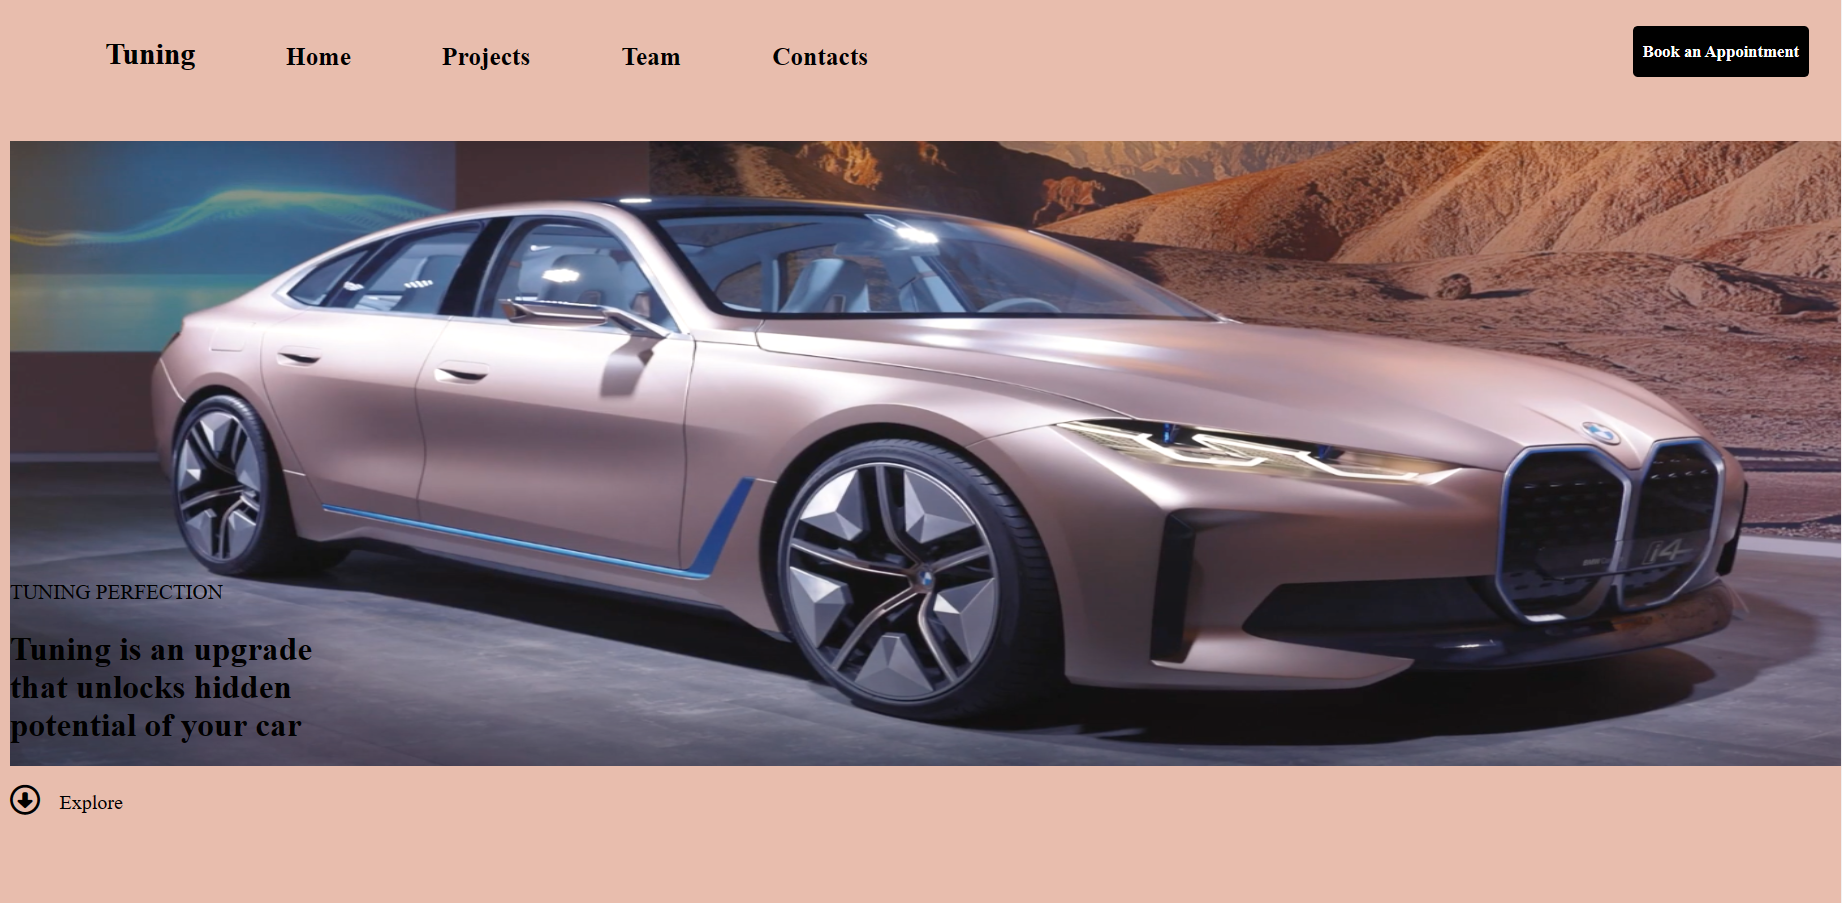 Tuning
Home
Projects
Team
Contacts
Book an Appointment
i4
TUNING PERFECTION
Tuning is an upgrade
that unlocks hidden
potential of your car
Explore